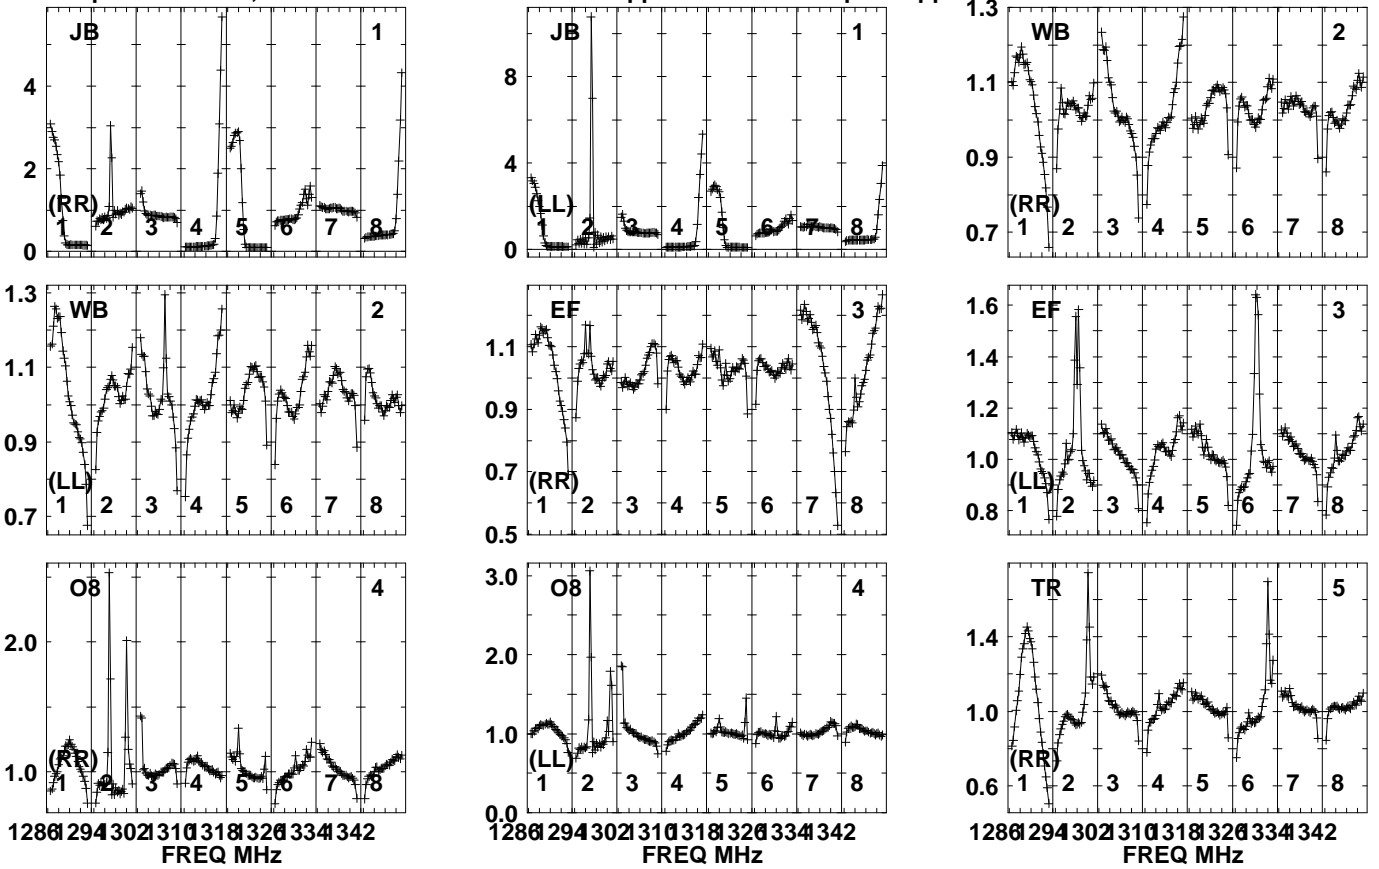 JB 1
4
2
0
(RR)
1 2 3 4 5 6 7 8
JB 1
8
4
0
(LL)
1 2 3 4 5 6 7 8
WB 2
1.3
1.1
0.9
0.7
(RR)
1 2 3 4 5 6 7 8
WB 2
1.3
1.1
0.9
0.7
(LL)
1 2 3 4 5 6 7 8
EF 3
1.1
0.9
0.7
0.5
(RR)
1 2 3 4 5 6 7 8
EF 3
1.6
1.4
1.2
1.0
0.8
(LL)
1 2 3 4 5 6 7 8
O8 4
2.0
1.0
(RR)
1 2 3 4 5 6 7 8
1286 1294 1302 1310 1318 1326 1334 1342
FREQ MHz
O8 4
3.0
2.0
1.0
0.0
(LL)
1 2 3 4 5 6 7 8
1286 1294 1302 1310 1318 1326 1334 1342
FREQ MHz
TR 5
1.4
1.0
0.6
(RR)
1 2 3 4 5 6 7 8
1286 1294 1302 1310 1318 1326 1334 1342
FREQ MHz